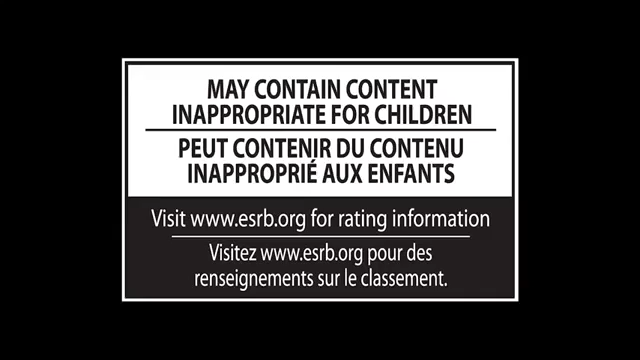 MAY CONTAIN CONTENT
INAPPROPRIATE FOR CHILDREN
PEUT CONTENIR DU CONTENU
INAPPROPRIÉ AUX ENFANTS
Visit www.esrb.org for rating information
Visitez www.esrb.org pour des
renseignements sur le classement.